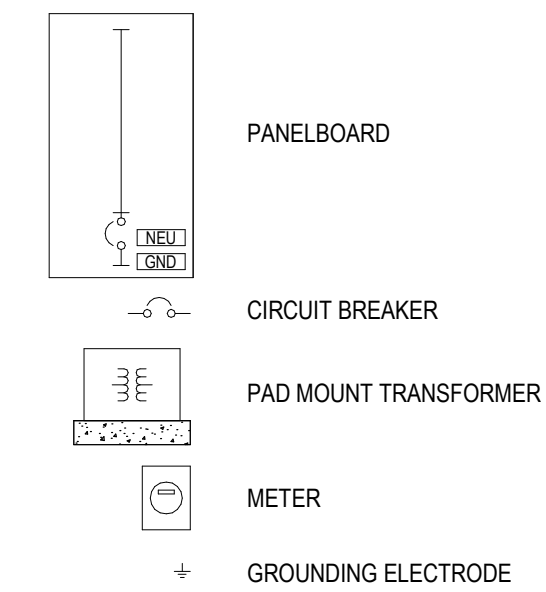 PANELBOARD
NEU
GND
CIRCUIT BREAKER
PAD MOUNT TRANSFORMER
METER
GROUNDING ELECTRODE